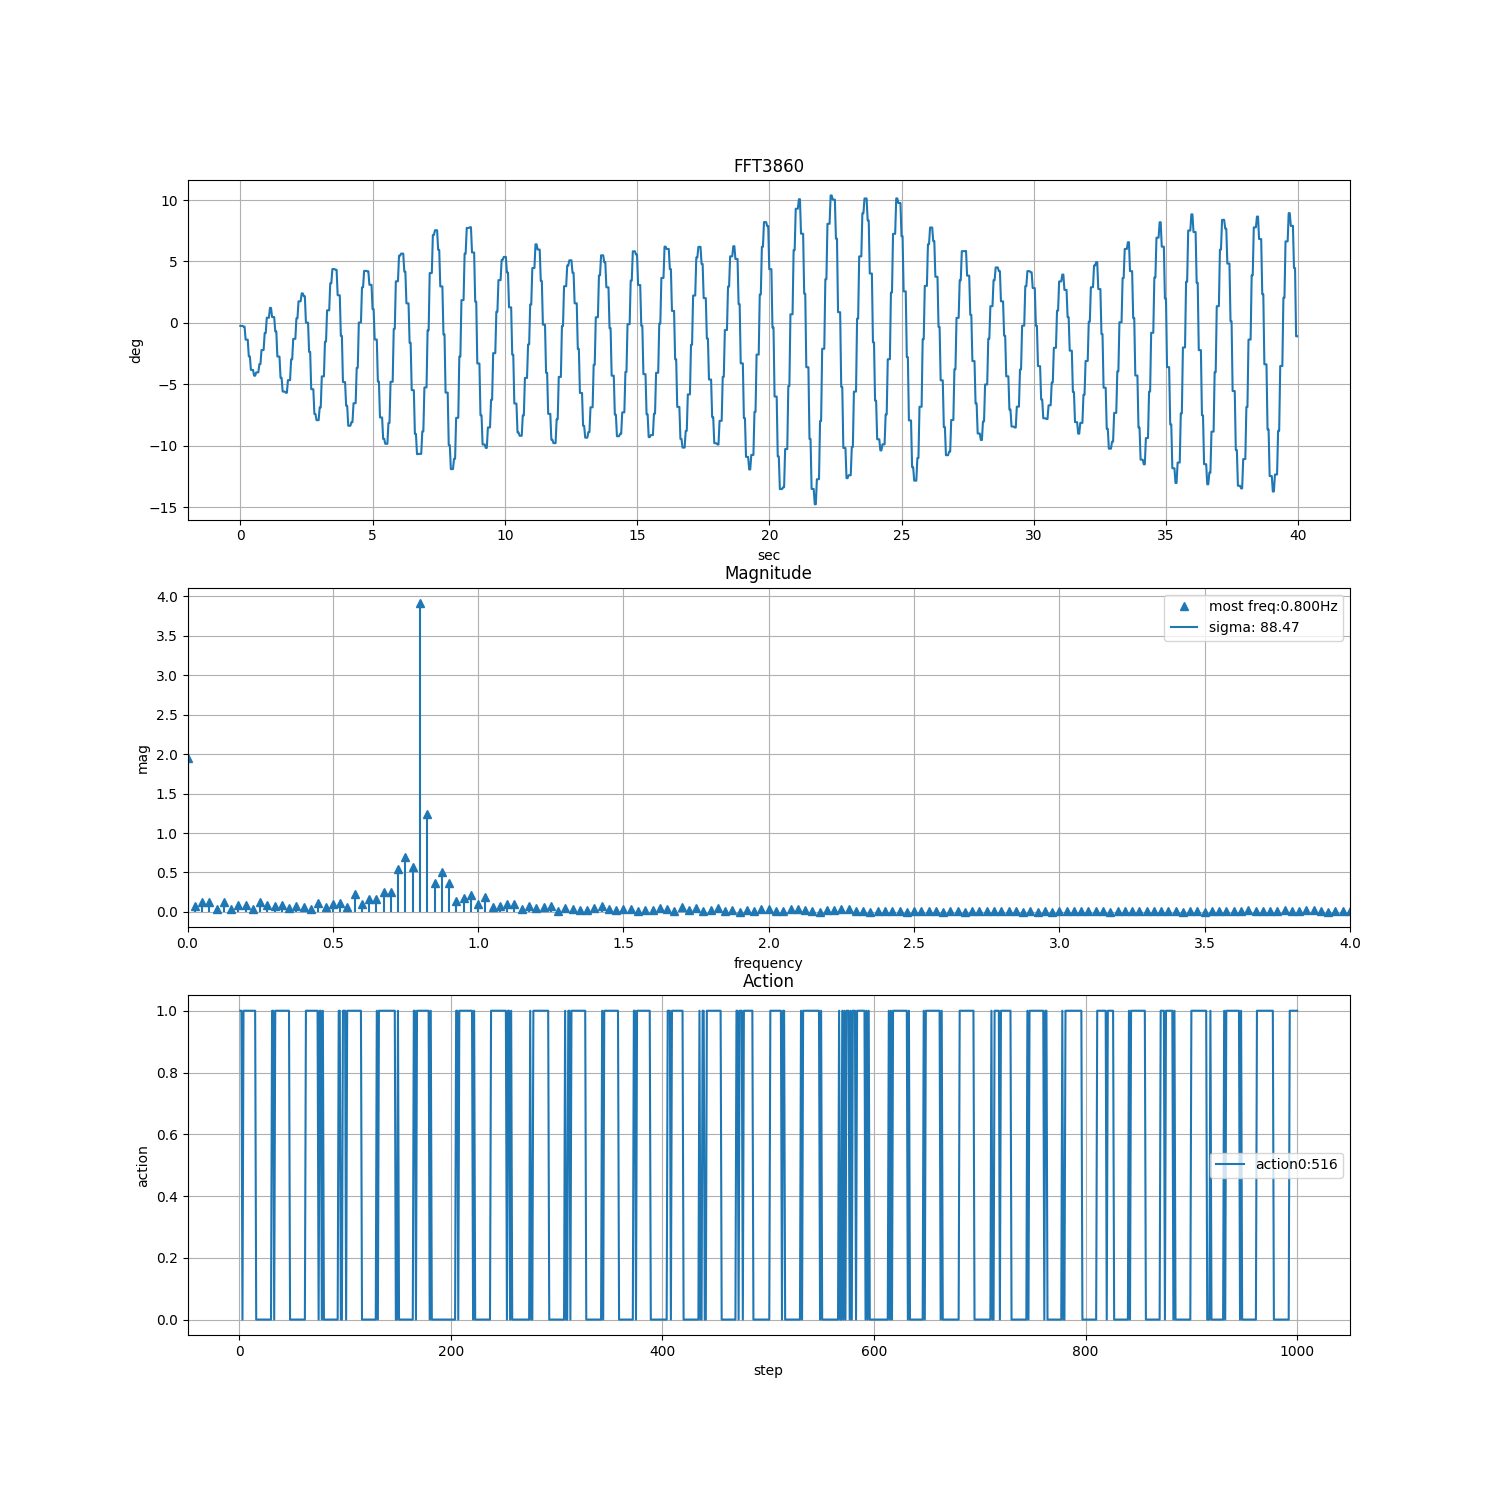 FFT3860
10
5
0
−5
−10
−15
deg
0 5 10 15 20 25 30 35 40
sec
Magnitude
4.0
3.5
3.0
2.5
2.0
1.5
1.0
0.5
0.0
mag
most freq:0.800Hz
sigma: 88.47
0.0 0.5 1.0 1.5 2.0 2.5 3.0 3.5 4.0
frequency
Action
1.0
0.8
0.6
0.4
0.2
0.0
action
action0:516
0 200 400 600 800 1000
step